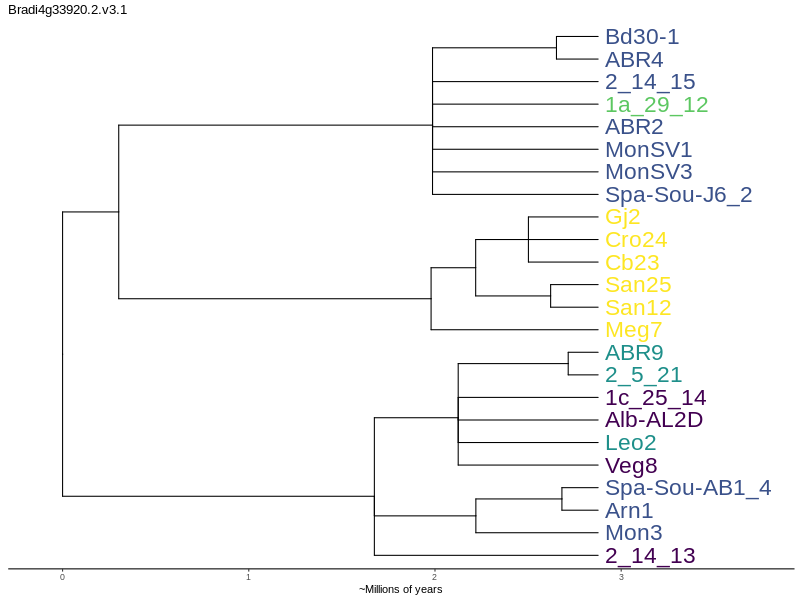 Bradi4g33920.2.v3.1
Bd30-1
ABR4
2_14_15
1a_29_12
ABR2
MonSV1
MonSV3
Spa-Sou-J6_2
Gj2
Cro24
Cb23
San25
San12
Meg7
ABR9
2_5_21
1c_25_14
Alb-AL2D
Leo2
Veg8
Spa-Sou-AB1_4
Arn1
Mon3
2_14_13
0 1 2 3
~Millions of years